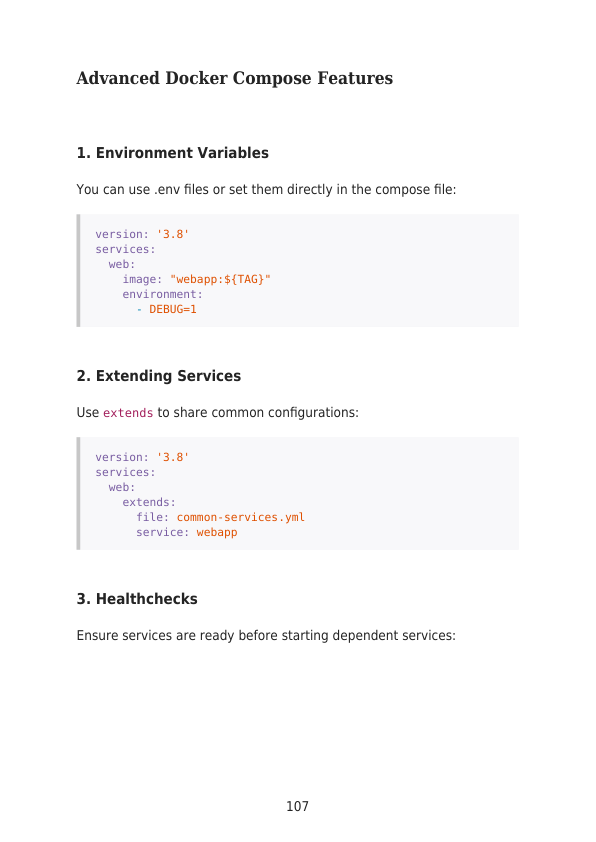 Advanced Docker Compose Features
1. Environment Variables
You can use .env files or set them directly in the compose file:
version: '3.8'
services:
  web:
    image: "webapp:${TAG}"
    environment:
      - DEBUG=1
2. Extending Services
Use extends to share common configurations:
version: '3.8'
services:
  web:
    extends:
      file: common-services.yml
      service: webapp
3. Healthchecks
Ensure services are ready before starting dependent services:
107